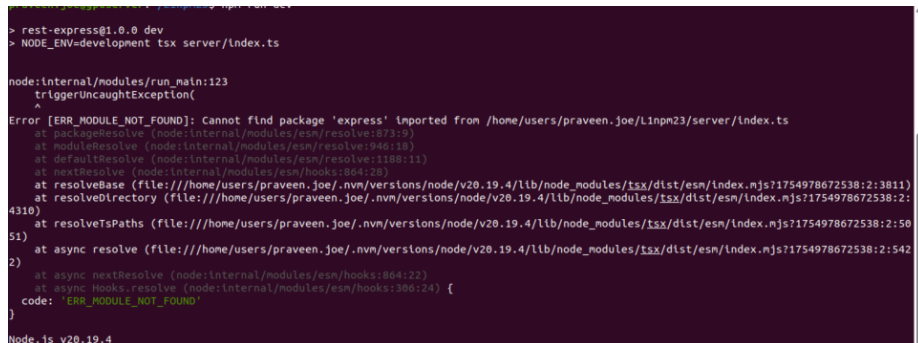 > rest-express@1.0.0 dev
> NODE_ENV=development tsx server/index.ts
node:internal/modules/run_main:123
triggerUncaughtException(
^
Error [ERR_MODULE_NOT_FOUND]: Cannot find package 'express' imported from /home/users/praveen.joe/L1npm23/server/index.ts
at packageResolve (node:internal/modules/esm/resolve:873:9)
at moduleResolve (node:internal/modules/esm/resolve:946:18)
at defaultResolve (node:internal/modules/esm/resolve:1188:11)
at nextResolve (node:internal/modules/esm/hooks:864:28)
at resolveBase (file:///home/users/praveen.joe/.nvm/versions/node/v20.19.4/lib/node_modules/tsx/dist/esm/index.mjs?1754978672538:2:3811)
at resolveDirectory (file:///home/users/praveen.joe/.nvm/versions/node/v20.19.4/lib/node_modules/tsx/dist/esm/index.mjs?1754978672538:2:
4310)
at resolveTsPaths (file:///home/users/praveen.joe/.nvm/versions/node/v20.19.4/lib/node_modules/tsx/dist/esm/index.mjs?1754978672538:2:50
51)
at async resolve (file:///home/users/praveen.joe/.nvm/versions/node/v20.19.4/lib/node_modules/tsx/dist/esm/index.mjs?1754978672538:2:542
2)
at async nextResolve (node:internal/modules/esm/hooks:864:22)
at async Hooks.resolve (node:internal/modules/esm/hooks:306:24) {
code: 'ERR_MODULE_NOT_FOUND'
}
Node.js v20.19.4